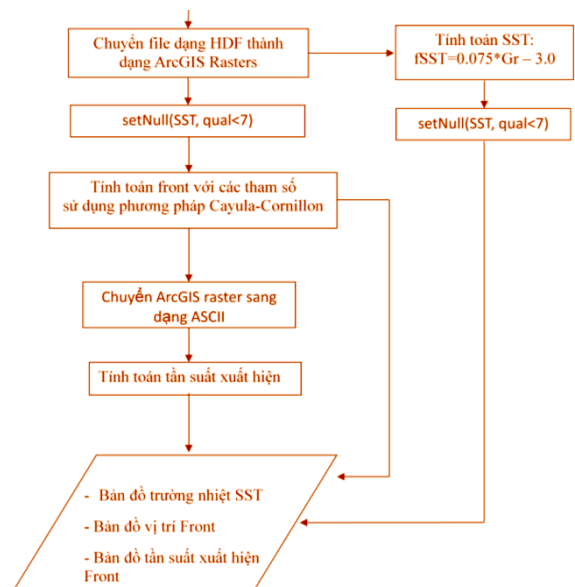 Chuyển file dạng HDF thành
dạng ArcGIS Rasters
Tính toán SST:
fSST=0.075*Gr – 3.0
setNull(SST, qual<7)
setNull(SST, qual<7)
Tính toán front với các tham số
sử dụng phương pháp Cayula-Cornillon
Chuyển ArcGIS raster sang
dạng ASCII
Tính toán tần suất xuất hiện
- Bản đồ trường nhiệt SST
- Bản đồ vị trí Front
- Bản đồ tần suất xuất hiện
Front